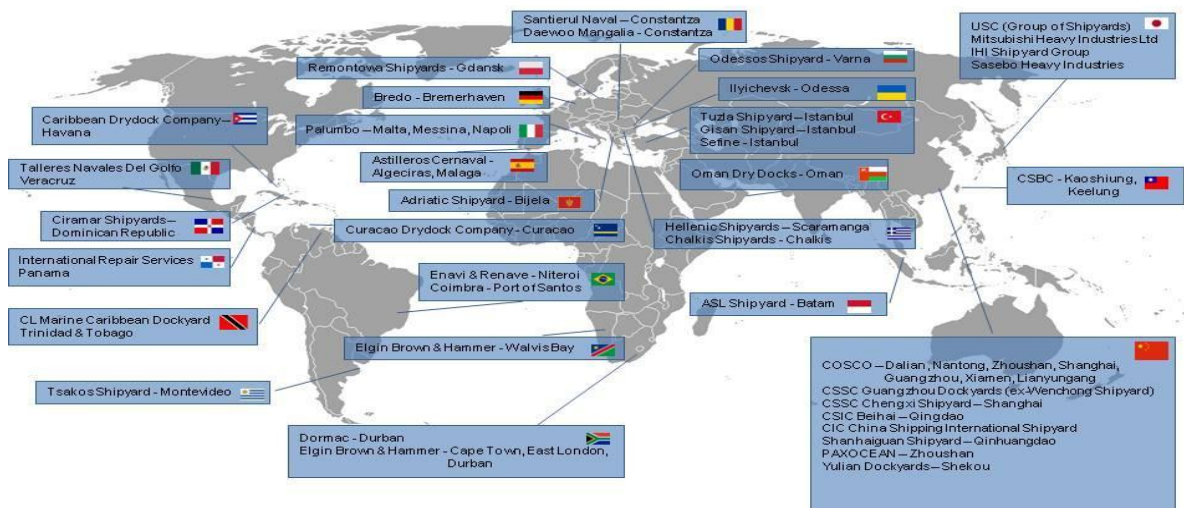 Santierul Naval – Constantza
Daewoo Mangalia - Constantza
USC (Group of Shipyards)
Mitsubishi Heavy Industries Ltd
IHI Shipyard Group
Sasebo Heavy Industries
Remontowa Shipyards - Gdansk
Odessos Shipyard - Varna
Bredo - Bremerhaven
Ilyichevsk - Odessa
Caribbean Drydock Company–
Havana
Palumbo – Malta, Messina, Napoli
Tuzla Shipyard – Istanbul
Gisan Shipyard – Istanbul
Sefine - Istanbul
Talleres Navales Del Golfo
Veracruz
Astilleros Cernaval -
Algeciras, Malaga
Oman Dry Docks - Oman
CSBC - Kaoshiung,
Keelung
Adriatic Shipyard - Bijela
Ciramar Shipyards –
Dominican Republic
Curacao Drydock Company - Curacao
Hellenic Shipyards – Scaramanga
Chalkis Shipyards - Chalkis
International Repair Services
Panama
Enavi & Renave - Niteroi
Coimbra - Port of Santos
ASL Shipyard - Batam
CL Marine Caribbean Dockyard
Trinidad & Tobago
Elgin Brown & Hammer - Walvis Bay
Tsakos Shipyard - Montevideo
COSCO – Dalian, Nantong, Zhoushan, Shanghai,
Guangzhou, Xiamen, Lianyungang
CSSC Guangzhou Dockyards (ex-Wenchong Shipyard)
CSSC Chengxi Shipyard – Shanghai
CSIC Beihai - Qingdao
CIC China Shipping International Shipyard
Shanhaiguan Shipyard – Qinhuangdao
PAXOCEAN – Zhoushan
Yulian Dockyards – Shekou
Dormac - Durban
Elgin Brown & Hammer - Cape Town, East London,
Durban